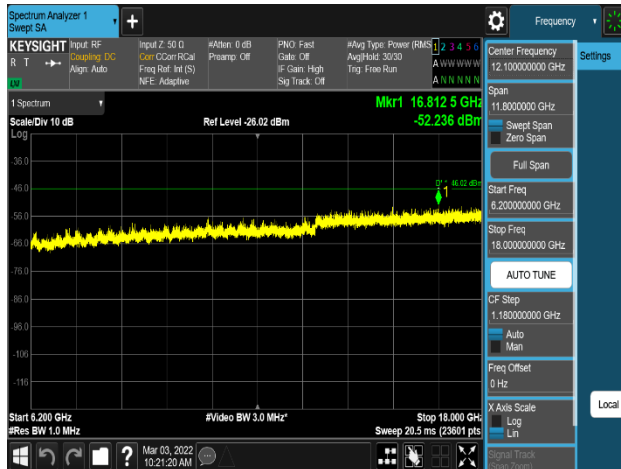 Spectrum Analyzer 1
Swept SA
Frequency
KEYSIGHT
R T
Input: RF
Coupling: DC
Align: Auto
Input Z: 50 Ω
Corr CCorr RCal
Freq Ref: Int (S)
NFE: Adaptive
#Atten: 0 dB
Preamp: Off
PNO: Fast
Gate: Off
IF Gain: High
Sig Track: Off
#Avg Type: Power (RMS
Avg|Hold: 30/30
Trig: Free Run
1 2 3 4 5 6
A W W W W W
A N N N N N
Center Frequency
12.100000000 GHz
Settings
1 Spectrum
Scale/Div 10 dB
Log
Ref Level -26.02 dBm
Mkr1 16.812 5 GHz
-52.236 dBm
-36.0
-46.0
-56.0
-66.0
-76.0
-86.0
-96.0
-106
-116
1
Span
11.8000000 GHz
Swept Span
Zero Span
Full Span
Start Freq
6.200000000 GHz
Stop Freq
18.000000000 GHz
AUTO TUNE
CF Step
1.180000000 GHz
Auto
Man
Freq Offset
0 Hz
X Axis Scale
Log
Lin
Local
Signal Track
(Span Zoom)
Start 6.200 GHz
#Res BW 1.0 MHz
#Video BW 3.0 MHz*
Stop 18.000 GHz
Sweep 20.5 ms (23601 pts
?
Mar 03, 2022
10:21:20 AM